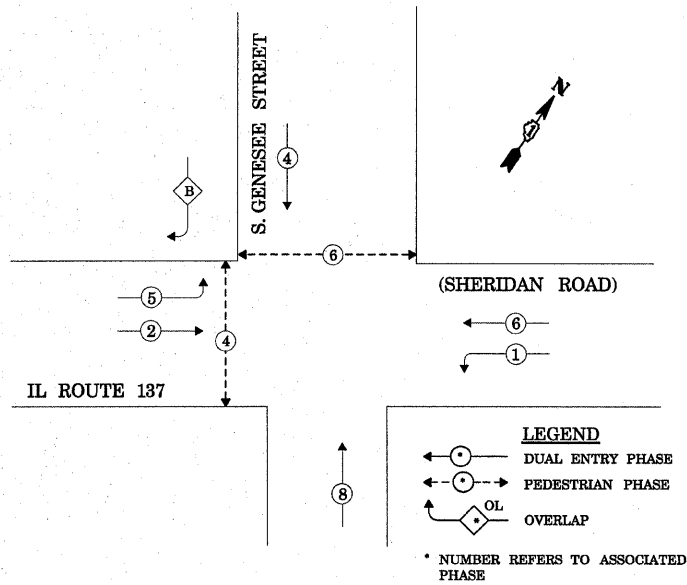 S. GENESEE STREET
N
4
B
6
(SHERIDAN ROAD)
5
6
2
4
1
IL ROUTE 137
LEGEND
* DUAL ENTRY PHASE
* PEDESTRIAN PHASE
OL
* OVERLAP
8
* NUMBER REFERS TO ASSOCIATED
PHASE